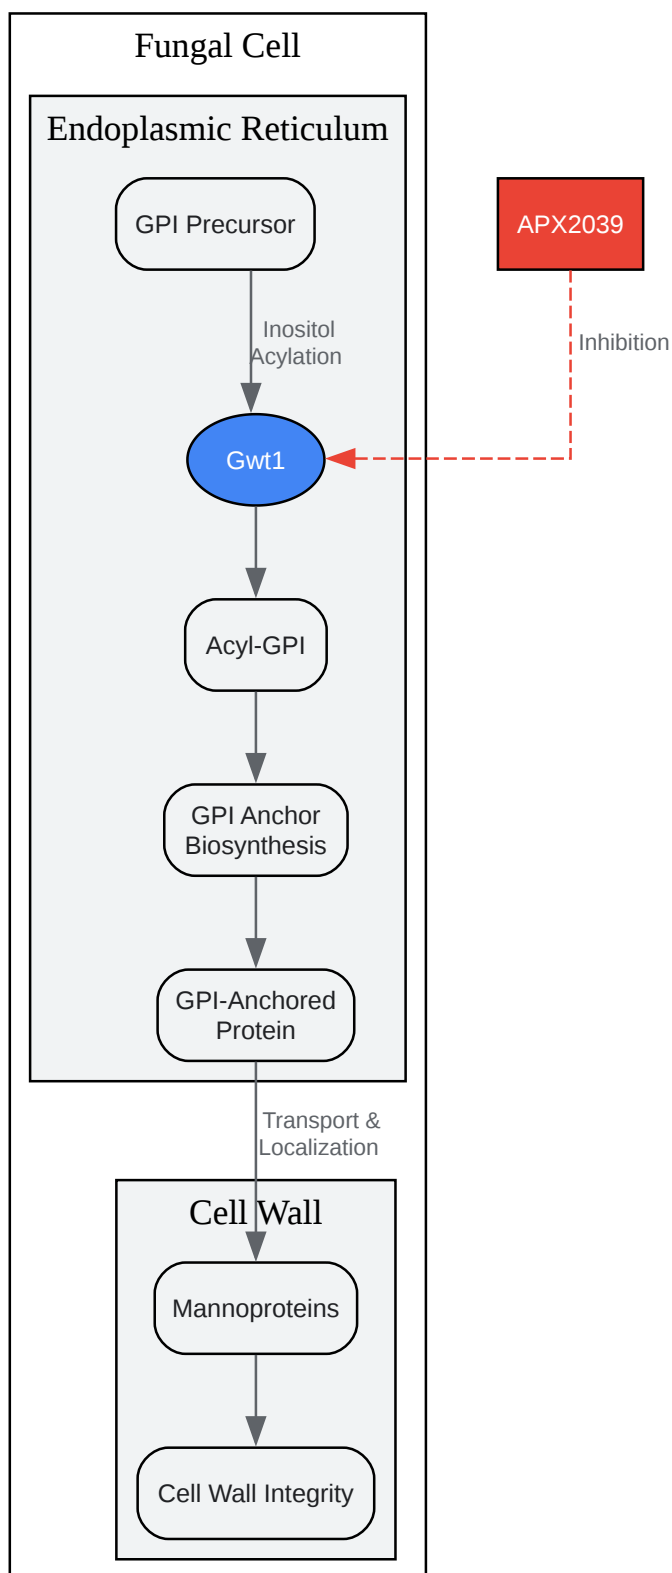 Fungal Cell
Endoplasmic Reticulum
GPI Precursor
APX2039
Inositol
Acylation
Inhibition
Gwt1
Acyl-GPI
GPI Anchor
Biosynthesis
GPI-Anchored
Protein
Transport &
Localization
Cell Wall
Mannoproteins
Cell Wall Integrity